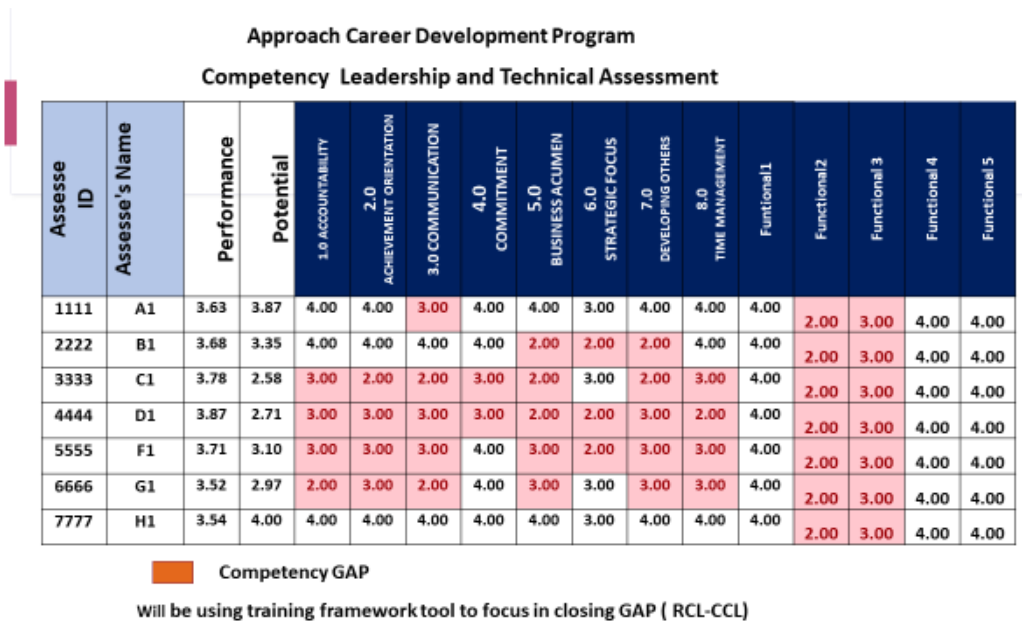 Approach Career Development Program
Competency Leadership and Technical Assessment
Assesse ID Assesse's Name Performance Potential 1.0 ACCOUNTABILITY 2.0 ACHIEVEMENT ORIENTATION 3.0 COMMUNICATION 4.0 COMMITMENT 5.0 BUSINESS ACUMEN 6.0 STRATEGIC FOCUS 7.0 DEVELOPING OTHERS 8.0 TIME MANAGEMENT Funtional1 Functional2 Functional 3 Functional 4 Functional 5
1111 A1 3.63 3.87 4.00 4.00 3.00 4.00 4.00 3.00 4.00 4.00 4.00 2.00 3.00 4.00 4.00
2222 B1 3.68 3.35 4.00 4.00 4.00 4.00 2.00 2.00 2.00 4.00 4.00 2.00 3.00 4.00 4.00
3333 C1 3.78 2.58 3.00 2.00 2.00 3.00 2.00 3.00 2.00 3.00 4.00 2.00 3.00 4.00 4.00
4444 D1 3.87 2.71 3.00 3.00 3.00 3.00 2.00 2.00 3.00 2.00 4.00 2.00 3.00 4.00 4.00
5555 F1 3.71 3.10 3.00 3.00 3.00 4.00 3.00 2.00 3.00 3.00 4.00 2.00 3.00 4.00 4.00
6666 G1 3.52 2.97 2.00 3.00 2.00 4.00 3.00 3.00 3.00 3.00 4.00 2.00 3.00 4.00 4.00
7777 H1 3.54 4.00 4.00 4.00 4.00 4.00 4.00 3.00 4.00 4.00 4.00 2.00 3.00 4.00 4.00
Competency GAP
Will be using training framework tool to focus in closing GAP ( RCL-CCL)